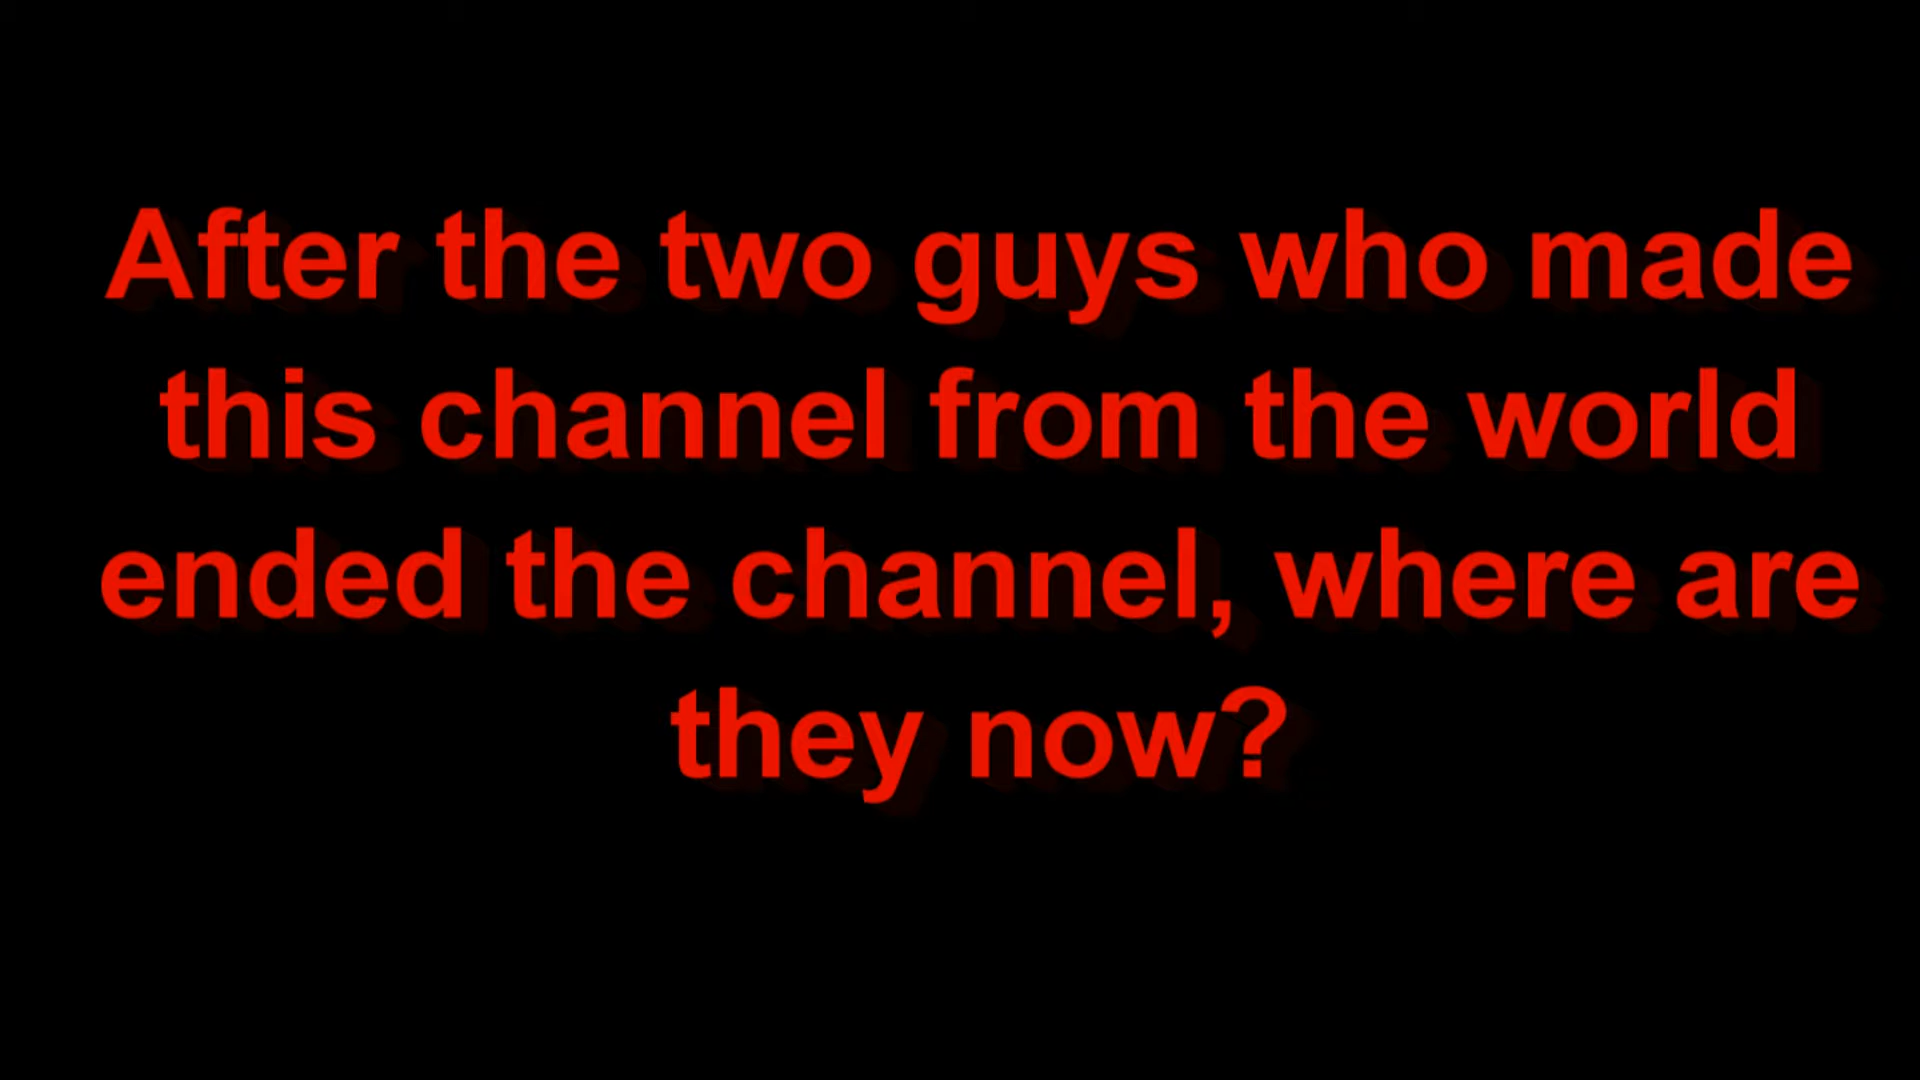 After the two guys who made
this channel from the world
ended the channel, where are
they now?